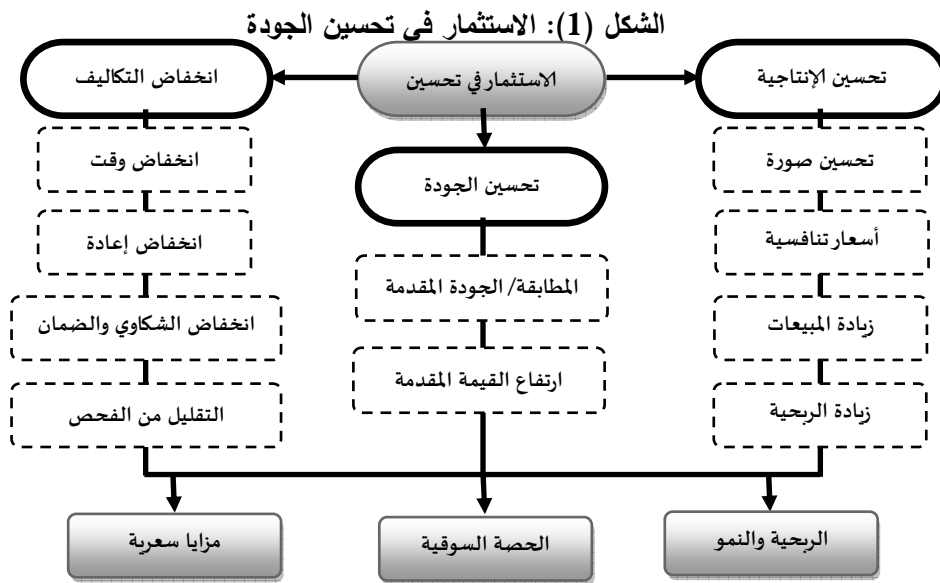 الشكل (1): الاستثمار في تحسين الجودة
تحسين الإنتاجية
الاستثمار في تحسين
انخفاض التكاليف
تحسين صورة
أسعار تنافسية
زيادة المبيعات
زيادة الربحية
تحسين الجودة
المطابقة/ الجودة المقدمة
ارتفاع القيمة المقدمة
انخفاض وقت
انخفاض إعادة
انخفاض الشكاوي والضمان
التقليل من الفحص
الربحية والنمو
الحصة السوقية
مزايا سعرية